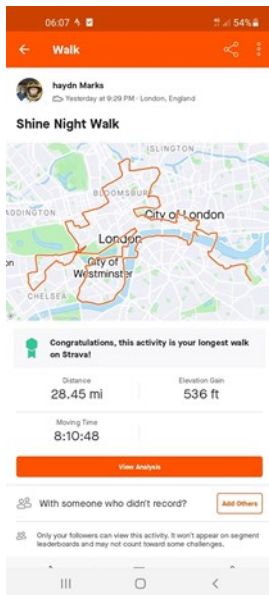 06:07
54%
Walk
haydn Marks
Yesterday at 9:29 PM · London, England
Shine Night Walk
ISLINGTON
BLOOMSBURY
ADDINGTON
City of London
London
City of
Westminster
CHELSEA
Congratulations, this activity is your longest walk
on Strava!
Distance
28.45 mi
Elevation Gain
536 ft
Moving Time
8:10:48
View Analysis
With someone who didn't record?
Add Others
Only your followers can view this activity. It won't appear on segment
leaderboards and may not count toward some challenges.